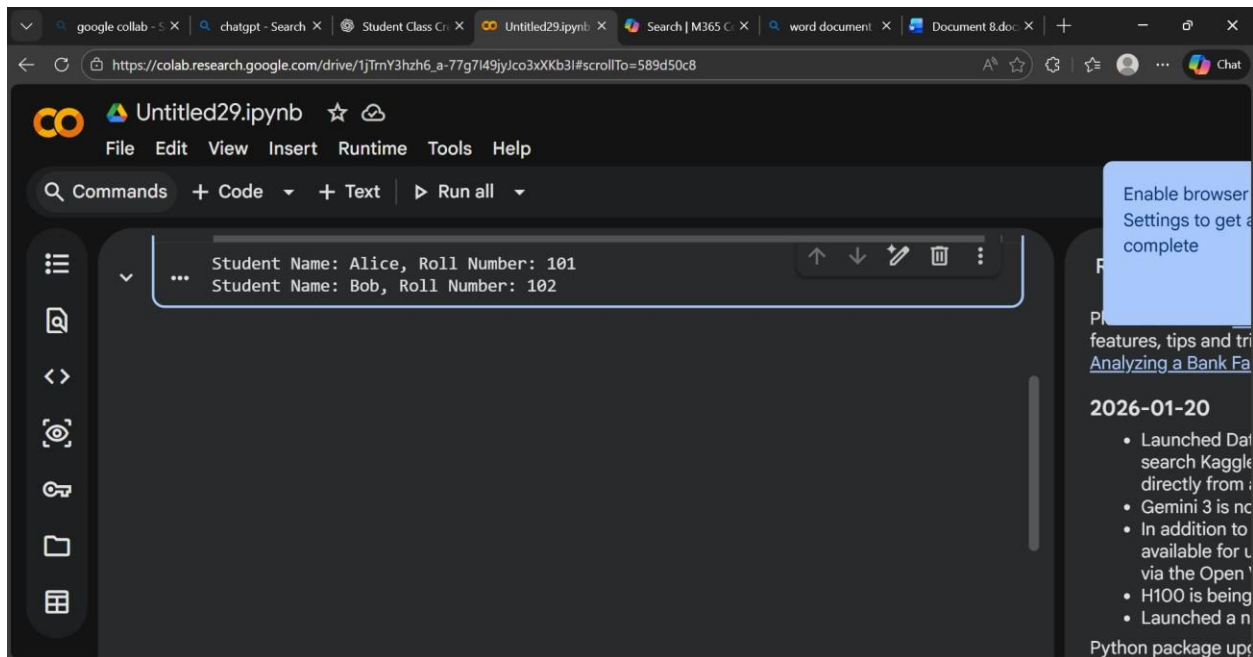 google collab - S
chatgpt - Search
Student Class Cr
Untitled29.ipynb
Search | M365 C
word document
Document 8.doc
https://colab.research.google.com/drive/1jTrnY3hzh6_a-77g7I49jyJco3xXKb3I#scrollTo=589d50c8
Chat
Untitled29.ipynb
File Edit View Insert Runtime Tools Help
Commands + Code + Text Run all
Enable browser
Settings to get a
complete
Student Name: Alice, Roll Number: 101
Student Name: Bob, Roll Number: 102
features, tips and tri
Analyzing a Bank Fa
2026-01-20
• Launched Dat
search Kaggle
directly from
• Gemini 3 is no
• In addition to
available for u
via the Open
• H100 is being
• Launched a n
Python package upg